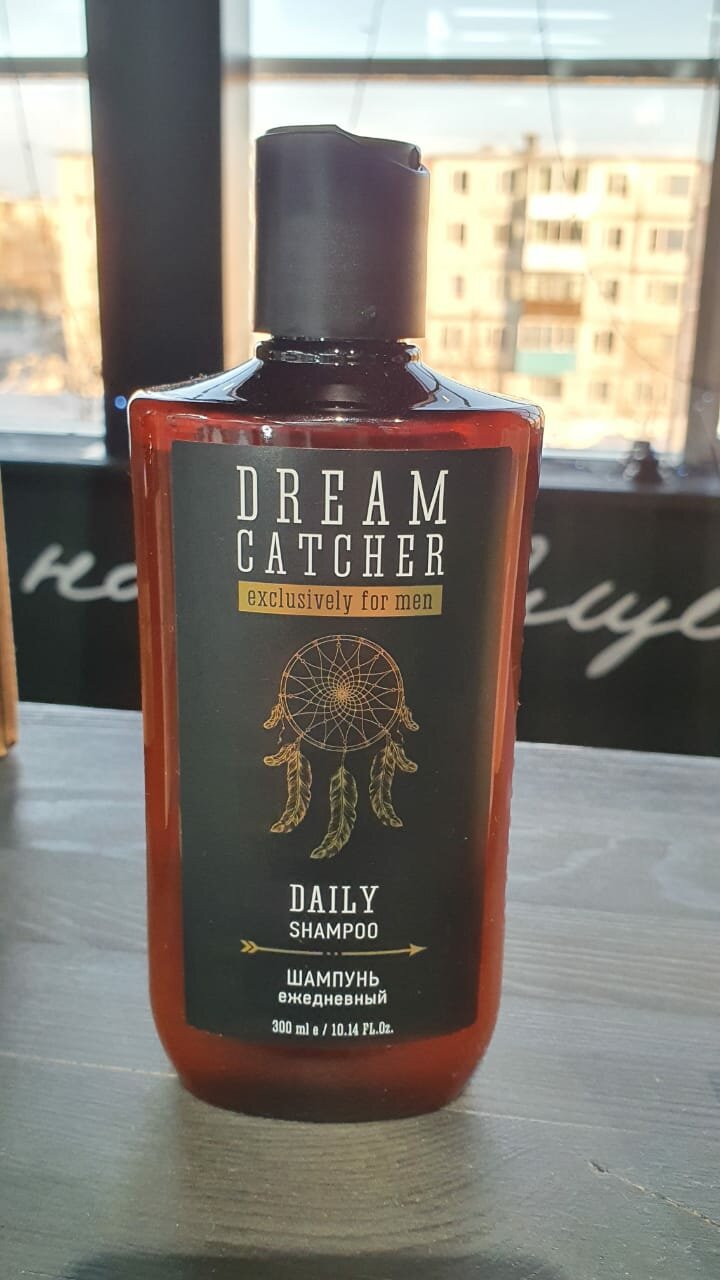 DREAM
CATCHER
exclusively for men
DAILY
SHAMPOO
ШАМПУНЬ
ежедневный
300 ml e / 10.14 FL.Oz.